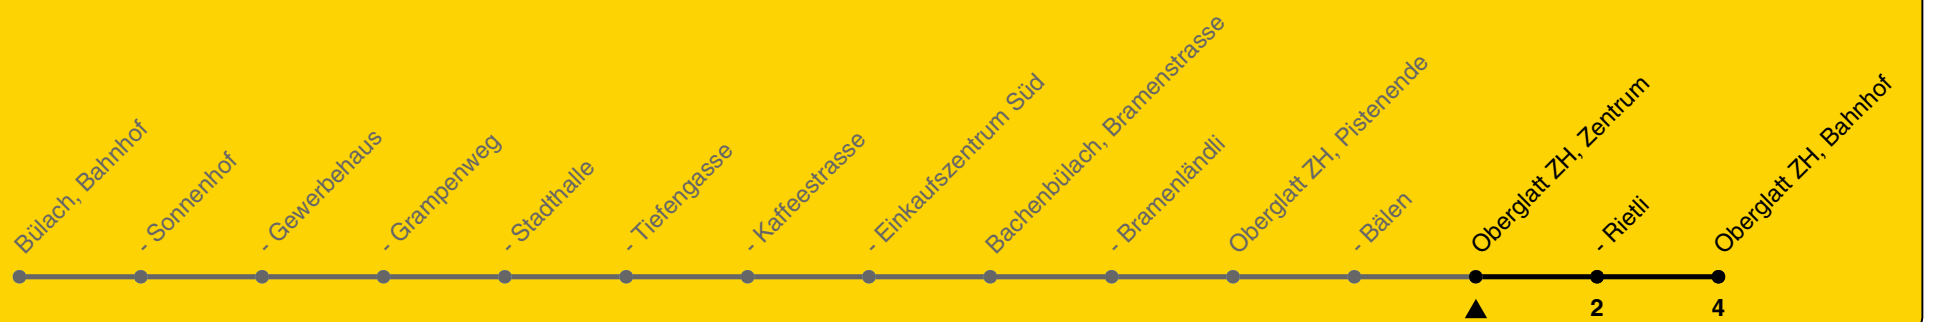 Bülach, Bahnhof
- Sonnenhof
- Gewerbehaus
- Grampenweg
- Stadthalle
- Tiefengasse
- Kaffeestrasse
- Einkaufszentrum Süd
Bachenbülach, Bramenstrasse
- Bramenländli
Oberglatt ZH, Pistenende
- Bälen
Oberglatt ZH, Zentrum
- Rietli
Oberglatt ZH, Bahnhof
2
4